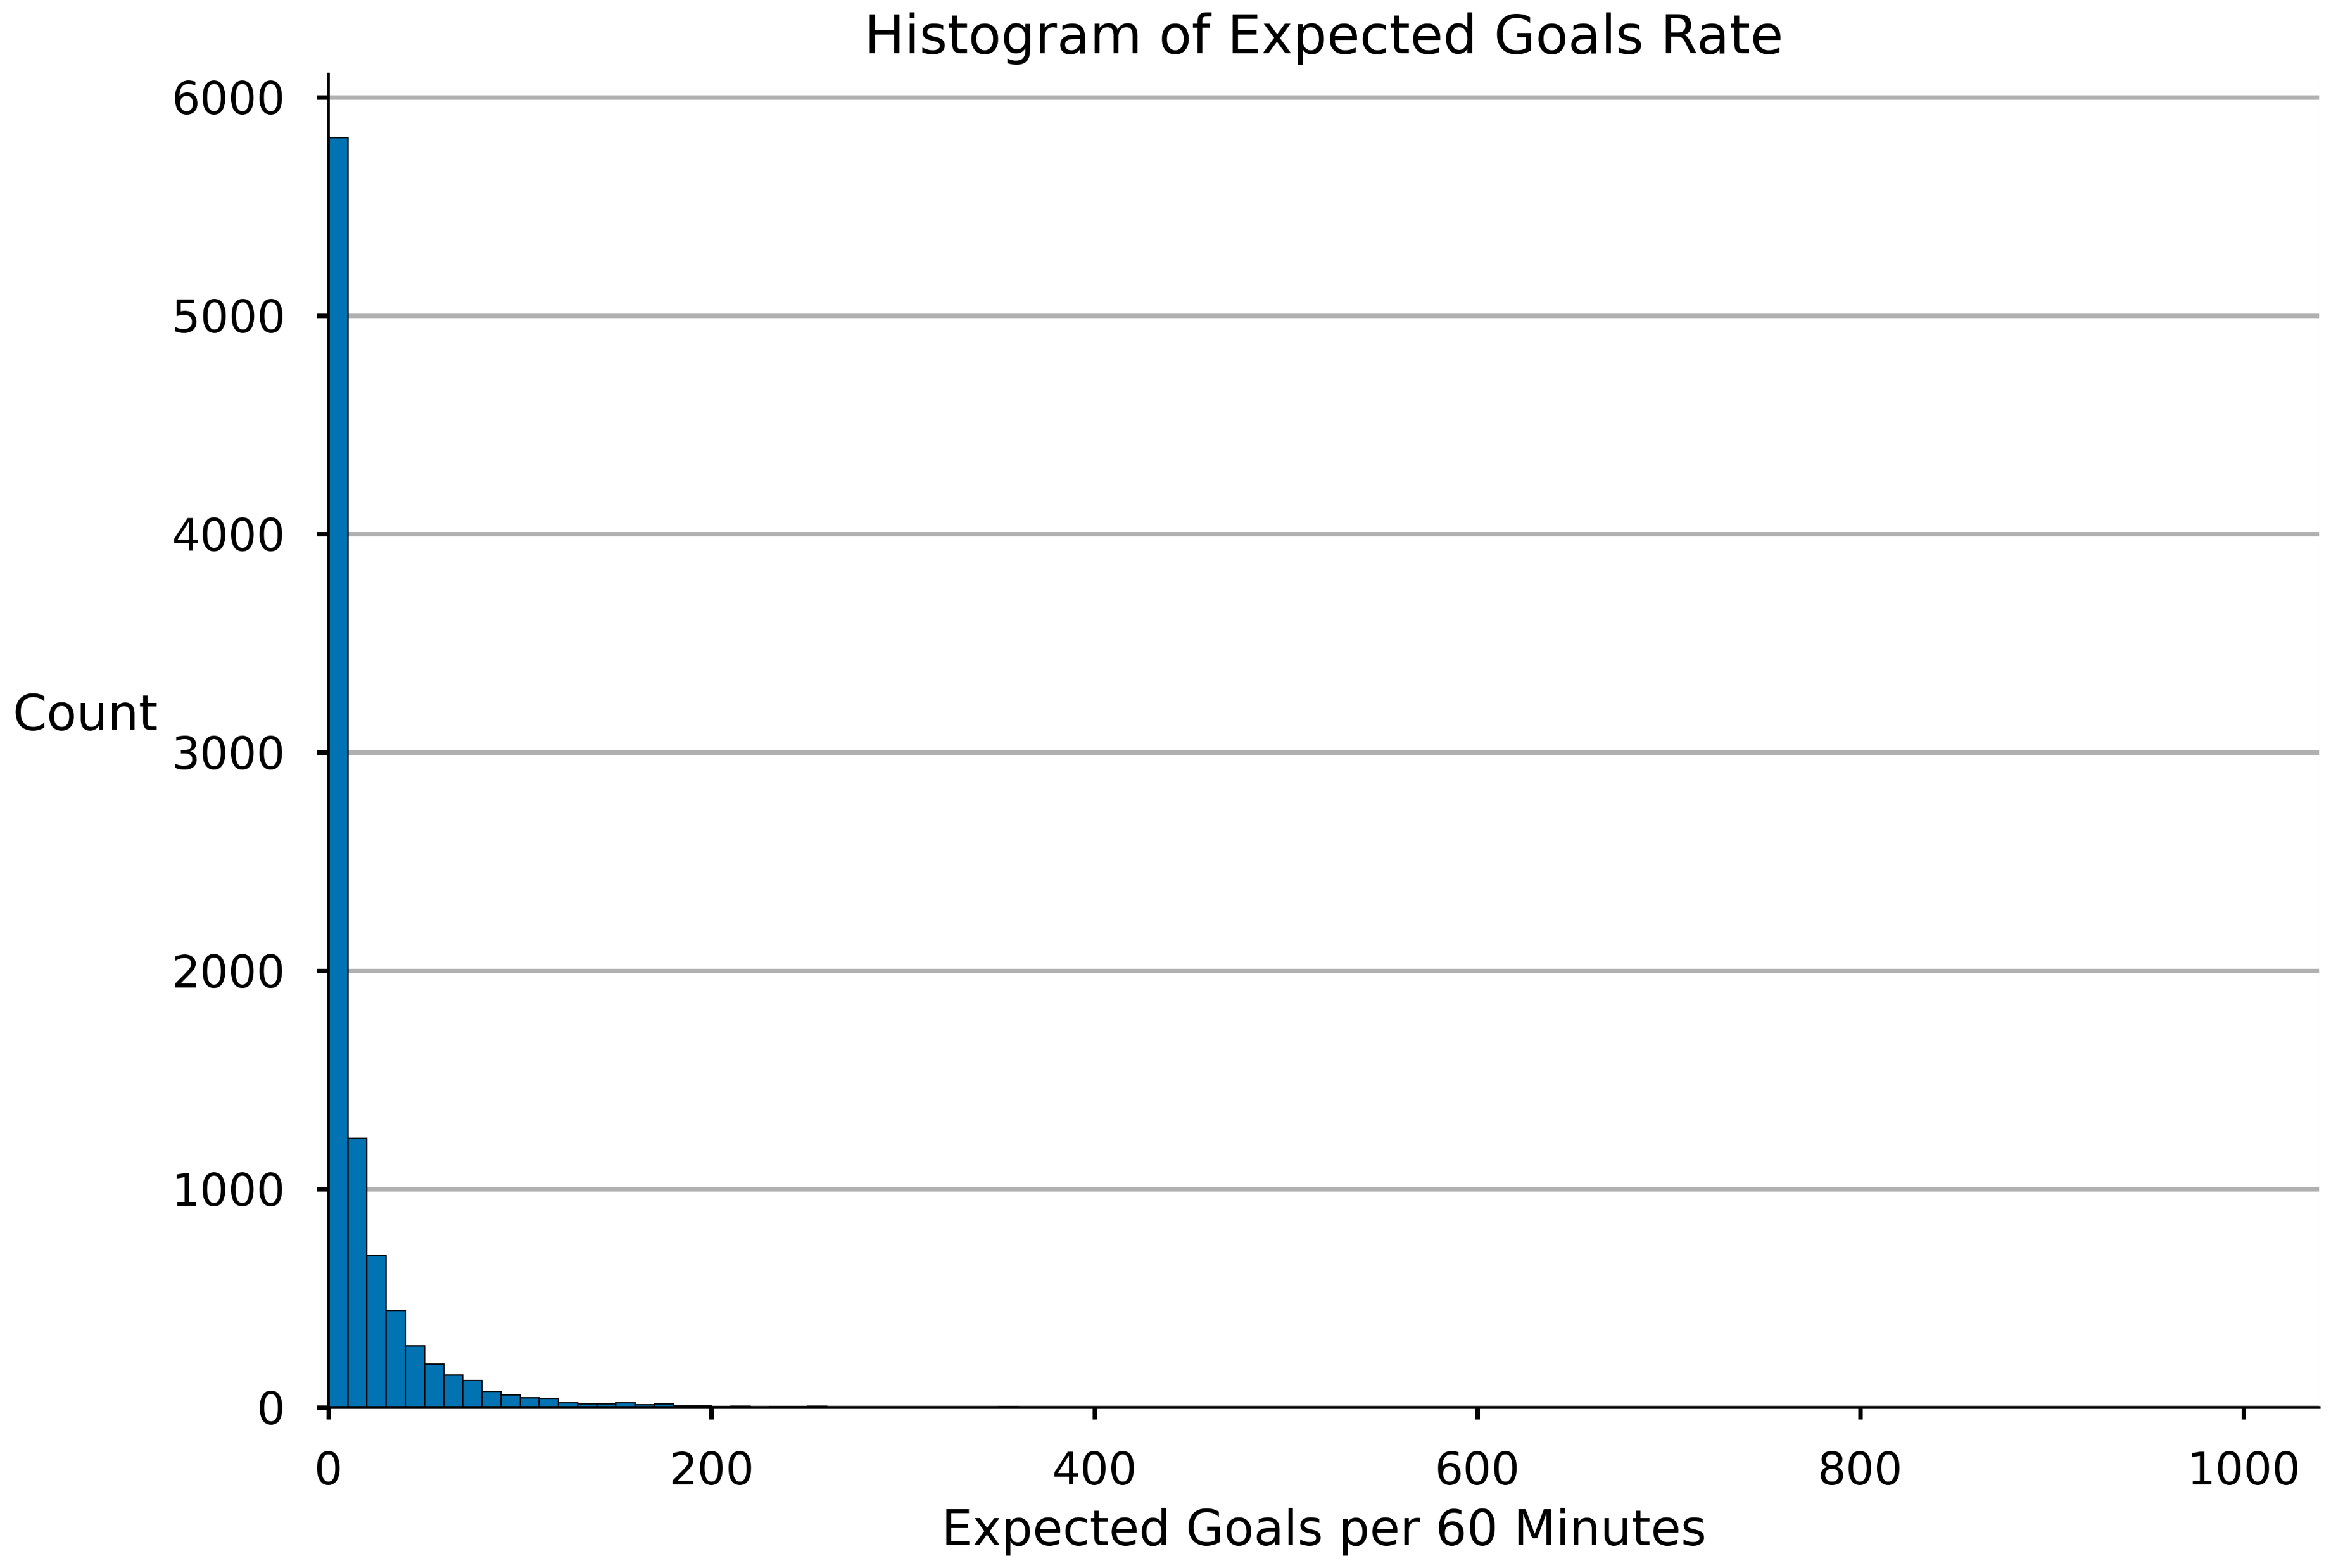 Histogram of Expected Goals Rate
6000
5000
4000
Count
3000
2000
1000
0
0 200 400 600 800 1000
Expected Goals per 60 Minutes